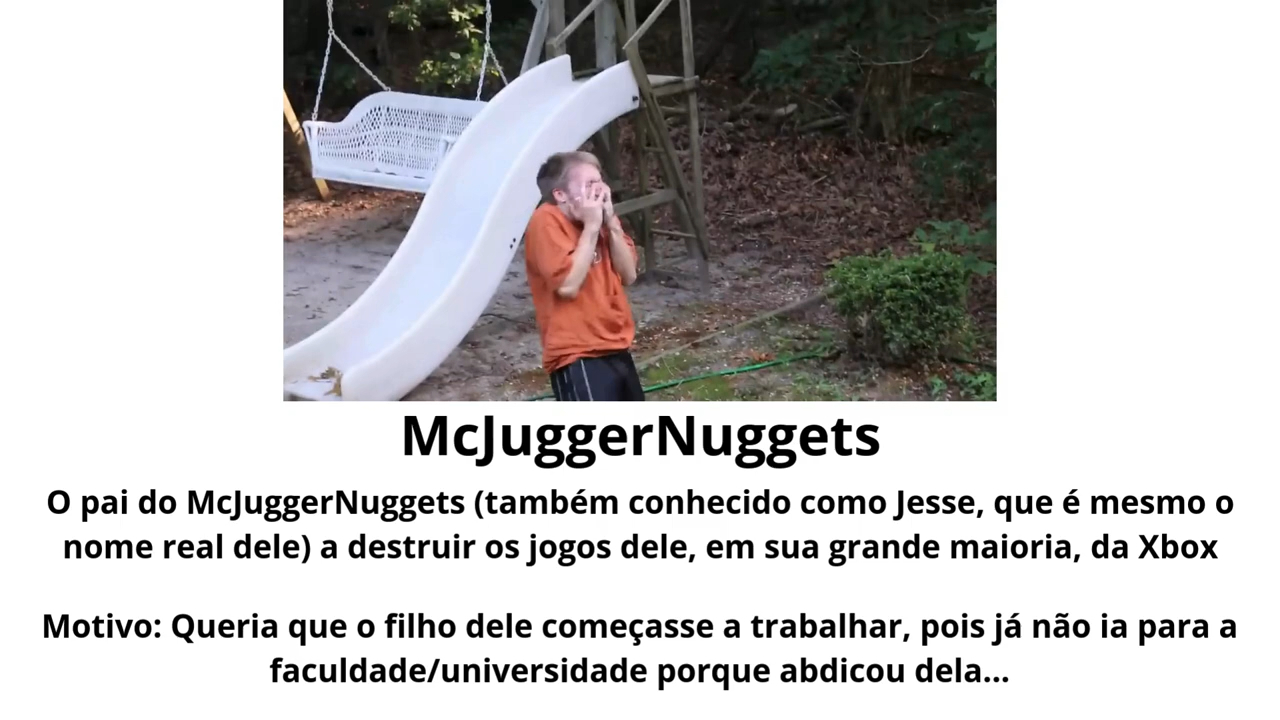 McJuggerNuggets
O pai do McJuggerNuggets (também conhecido como Jesse, que é mesmo o
nome real dele) a destruir os jogos dele, em sua grande maioria, da Xbox
Motivo: Queria que o filho dele começasse a trabalhar, pois já não ia para a
faculdade/universidade porque abdicou dela...